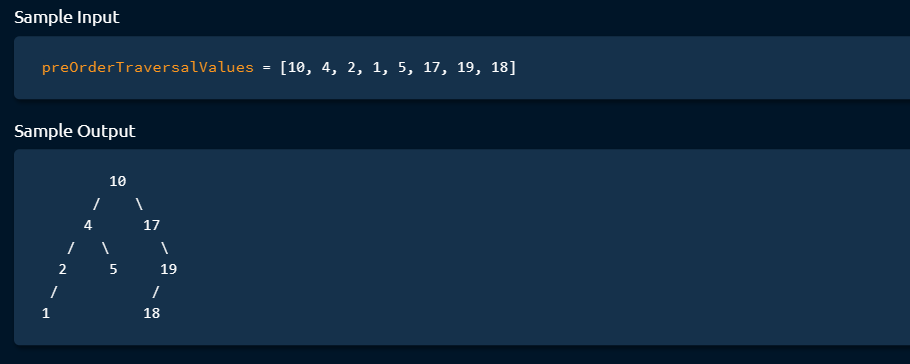 Sample Input
preOrderTraversalValues = [10, 4, 2, 1, 5, 17, 19, 18]
Sample Output
        10
      /    \
     4      17
   /   \      \
  2     5     19
 /           /
1           18